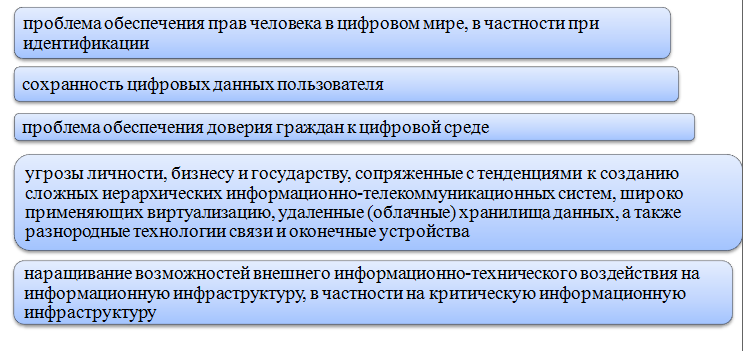 проблема обеспечения прав человека в цифровом мире, в частности при
идентификации
сохранность цифровых данных пользователя
проблема обеспечения доверия граждан к цифровой среде
угрозы личности, бизнесу и государству, сопряженные с тенденциями к созданию
сложных иерархических информационно-телекоммуникационных систем, широко
применяющих виртуализацию, удаленные (облачные) хранилища данных, а также
разнородные технологии связи и оконечные устройства
наращивание возможностей внешнего информационно-технического воздействия на
информационную инфраструктуру, в частности на критическую информационную
инфраструктуру